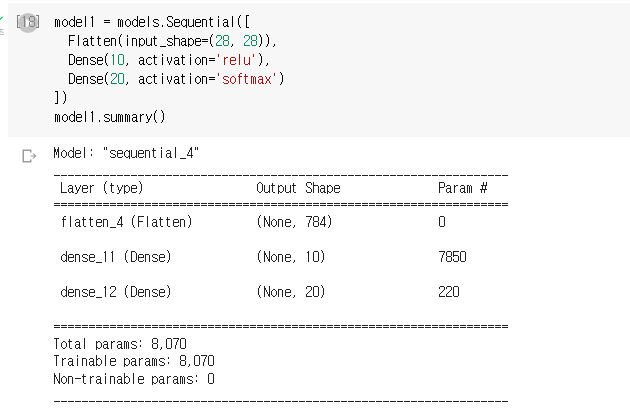 [18] model1 = models.Sequential([
Flatten(input_shape=(28, 28)),
Dense(10, activation='relu'),
Dense(20, activation='softmax')
])
model1.summary()
Model: "sequential_4"
Layer (type) Output Shape Param #
flatten_4 (Flatten) (None, 784) 0
dense_11 (Dense) (None, 10) 7850
dense_12 (Dense) (None, 20) 220
Total params: 8,070
Trainable params: 8,070
Non-trainable params: 0